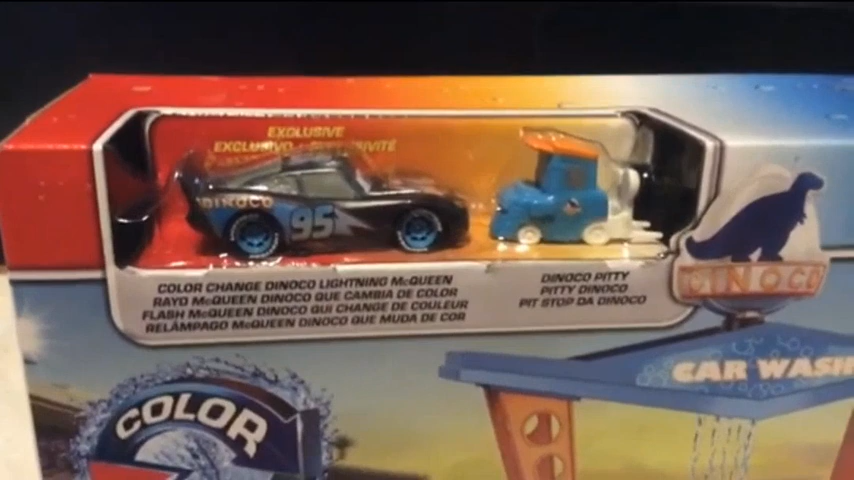 EXCLUSIVE
DINOCO
95
COLOR CHANGE DINOCO LIGHTNING McQUEEN
RAYO McQUEEN DINOCO QUE CAMBIA DE COLOR
FLASH McQUEEN DINOCO QUI CHANGE DE COULEUR
RELÂMPAGO McQUEEN DINOCO QUE MUDA DE COR
DINOCO PITTY
PITTY DINOCO
PIT STOP DA DINOCO
DINOCO
CAR WASH
COLOR